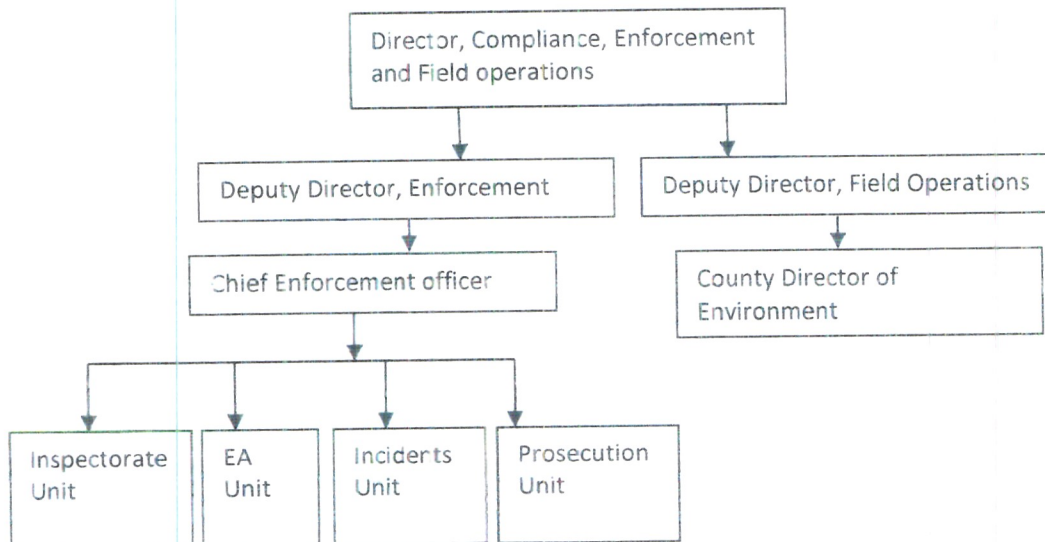 Director, Compliance, Enforcement
and Field operations
Deputy Director, Enforcement
Deputy Director, Field Operations
Chief Enforcement officer
County Director of
Environment
Inspectorate
Unit
EA
Unit
Incidents
Unit
Prosecution
Unit